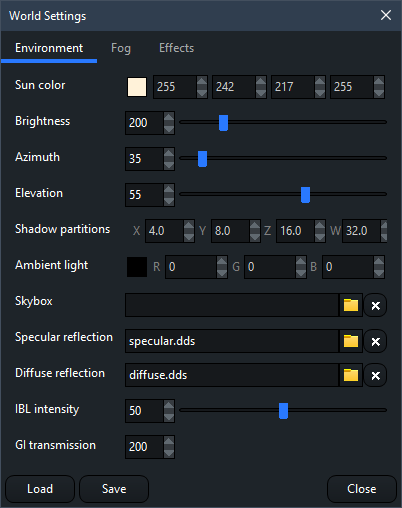 World Settings
Environment Fog Effects
Sun color 255 242 217 255
Brightness 200
Azimuth 35
Elevation 55
Shadow partitions X 4.0 Y 8.0 Z 16.0 W 32.0
Ambient light R 0 G 0 B 0
Skybox
Specular reflection specular.dds
Diffuse reflection diffuse.dds
IBL intensity 50
GI transmission 200
Load Save Close